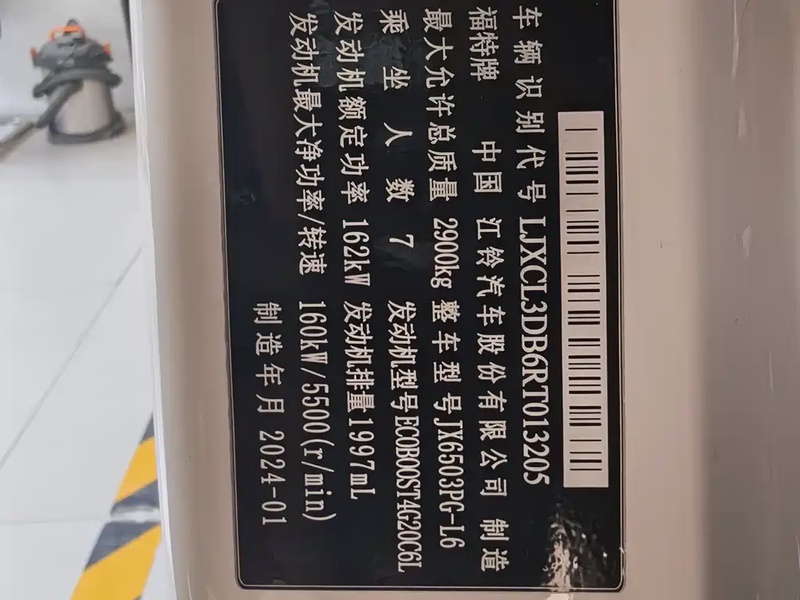 车辆识别代号 LJXCL3DB6RT013205
福特牌 中国 江铃汽车股份有限公司 制造
最大允许总质量 2900kg 整车型号 JX6503PG-L6
乘坐人数 7 发动机型号 ECOBOOST4G20C6L
发动机额定功率 162kW 发动机排量 1997mL
发动机最大净功率/转速 160kW/5500(r/min)
制造年月 2024-01